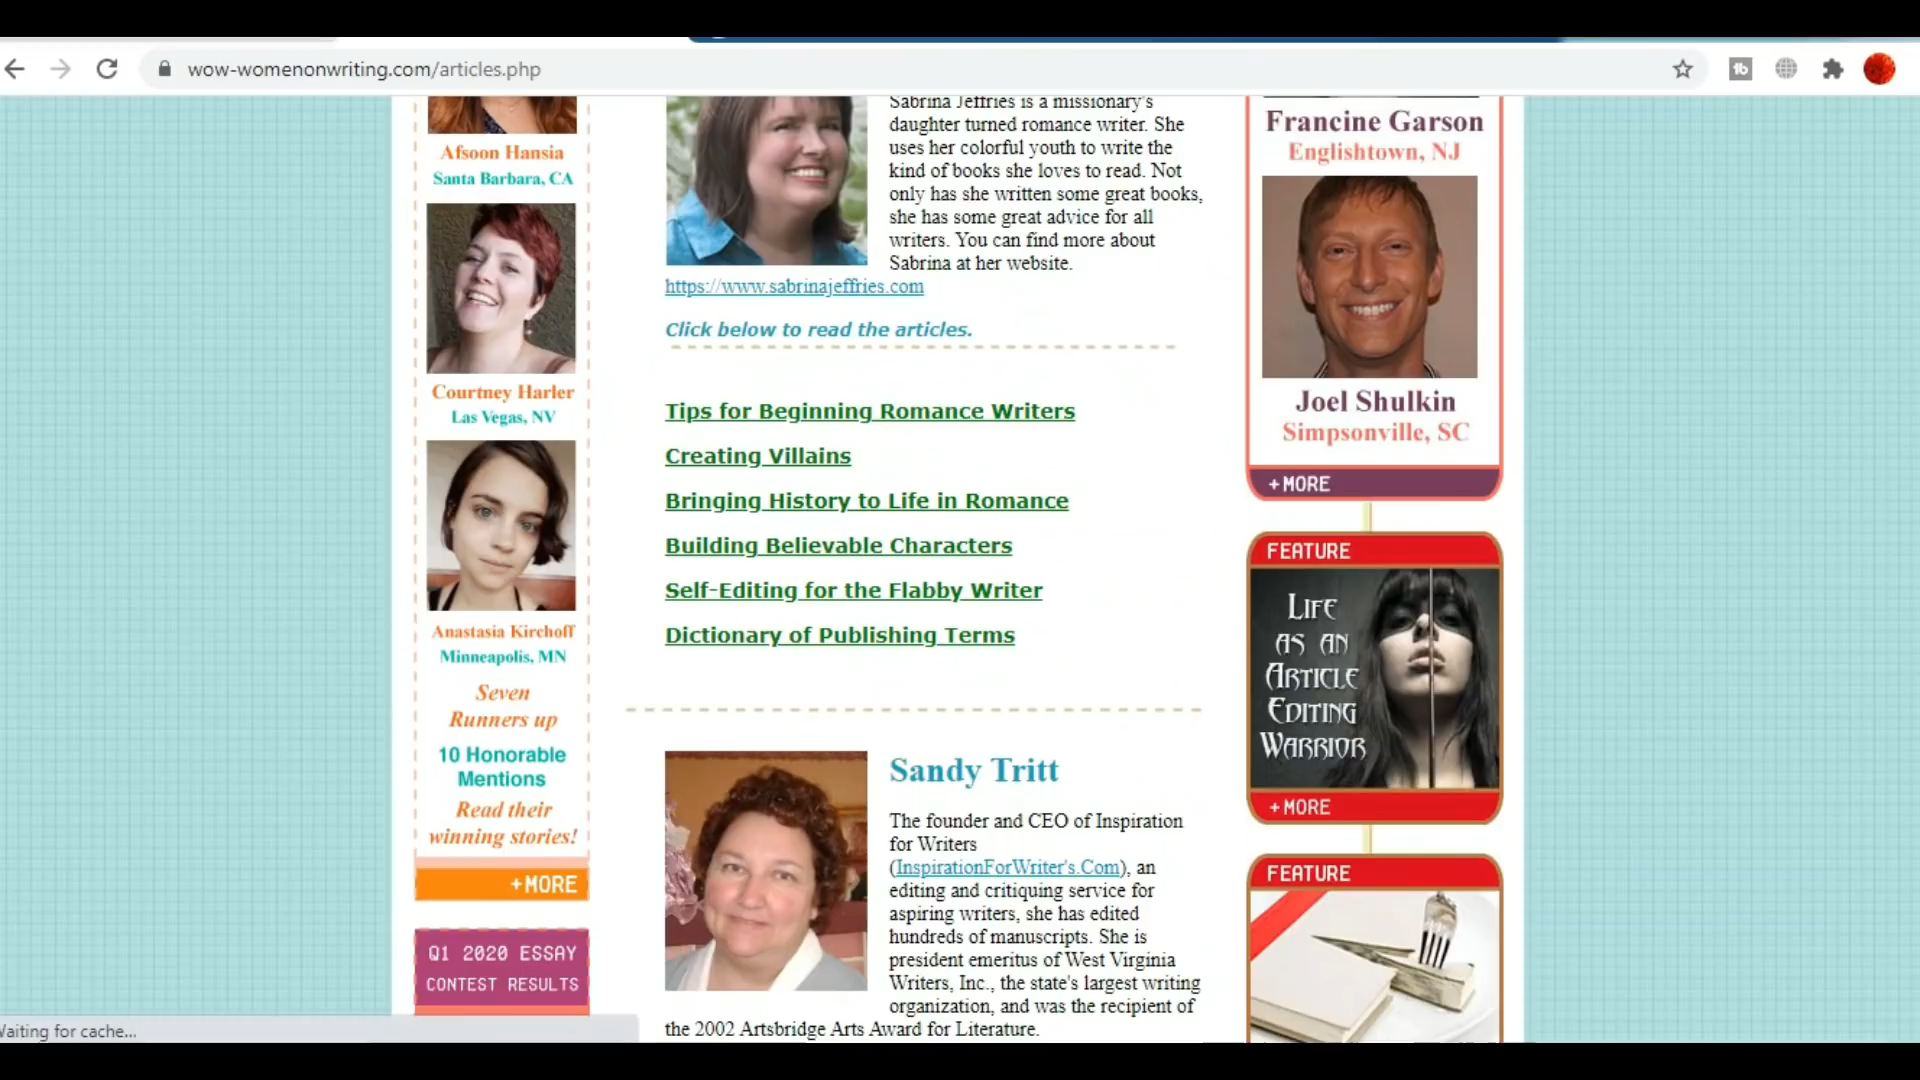 wow-womenonwriting.com/articles.php
Afsoon Hansia
Santa Barbara, CA
Courtney Harler
Las Vegas, NV
Anastasia Kirchoff
Minneapolis, MN
Seven
Runners up
10 Honorable
Mentions
Read their
winning stories!
+MORE
Q1 2020 ESSAY
CONTEST RESULTS
Sabrina Jeffries is a missionary's
daughter turned romance writer. She
uses her colorful youth to write the
kind of books she loves to read. Not
only has she written some great books,
she has some great advice for all
writers. You can find more about
Sabrina at her website.
https://www.sabrinajeffries.com
Click below to read the articles.
Tips for Beginning Romance Writers
Creating Villains
Bringing History to Life in Romance
Building Believable Characters
Self-Editing for the Flabby Writer
Dictionary of Publishing Terms
Sandy Tritt
The founder and CEO of Inspiration
for Writers
(InspirationForWriter's.Com), an
editing and critiquing service for
aspiring writers, she has edited
hundreds of manuscripts. She is
president emeritus of West Virginia
Writers, Inc., the state's largest writing
organization, and was the recipient of
the 2002 Artsbridge Arts Award for Literature.
Francine Garson
Englishtown, NJ
Joel Shulkin
Simpsonville, SC
+MORE
FEATURE
LIFE
AS AN
ARTICLE
EDITING
WARRIOR
+MORE
FEATURE
Waiting for cache...